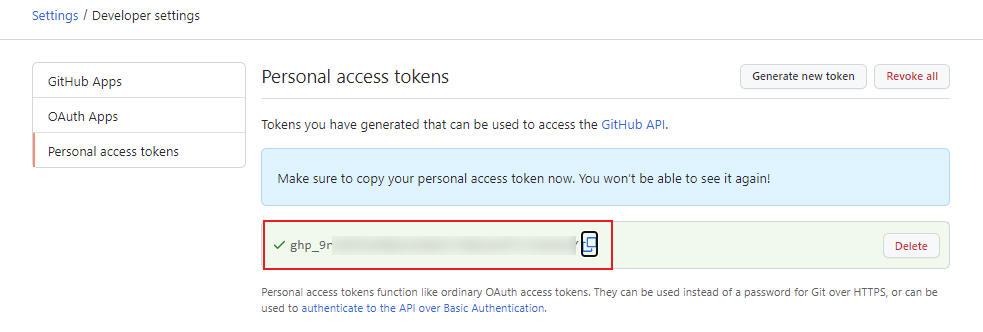 Settings / Developer settings
GitHub Apps
OAuth Apps
Personal access tokens
Personal access tokens
Generate new token
Revoke all
Tokens you have generated that can be used to access the GitHub API.
Make sure to copy your personal access token now. You won't be able to see it again!
ghp_9r
Delete
Personal access tokens function like ordinary OAuth access tokens. They can be used instead of a password for Git over HTTPS, or can be
used to authenticate to the API over Basic Authentication.